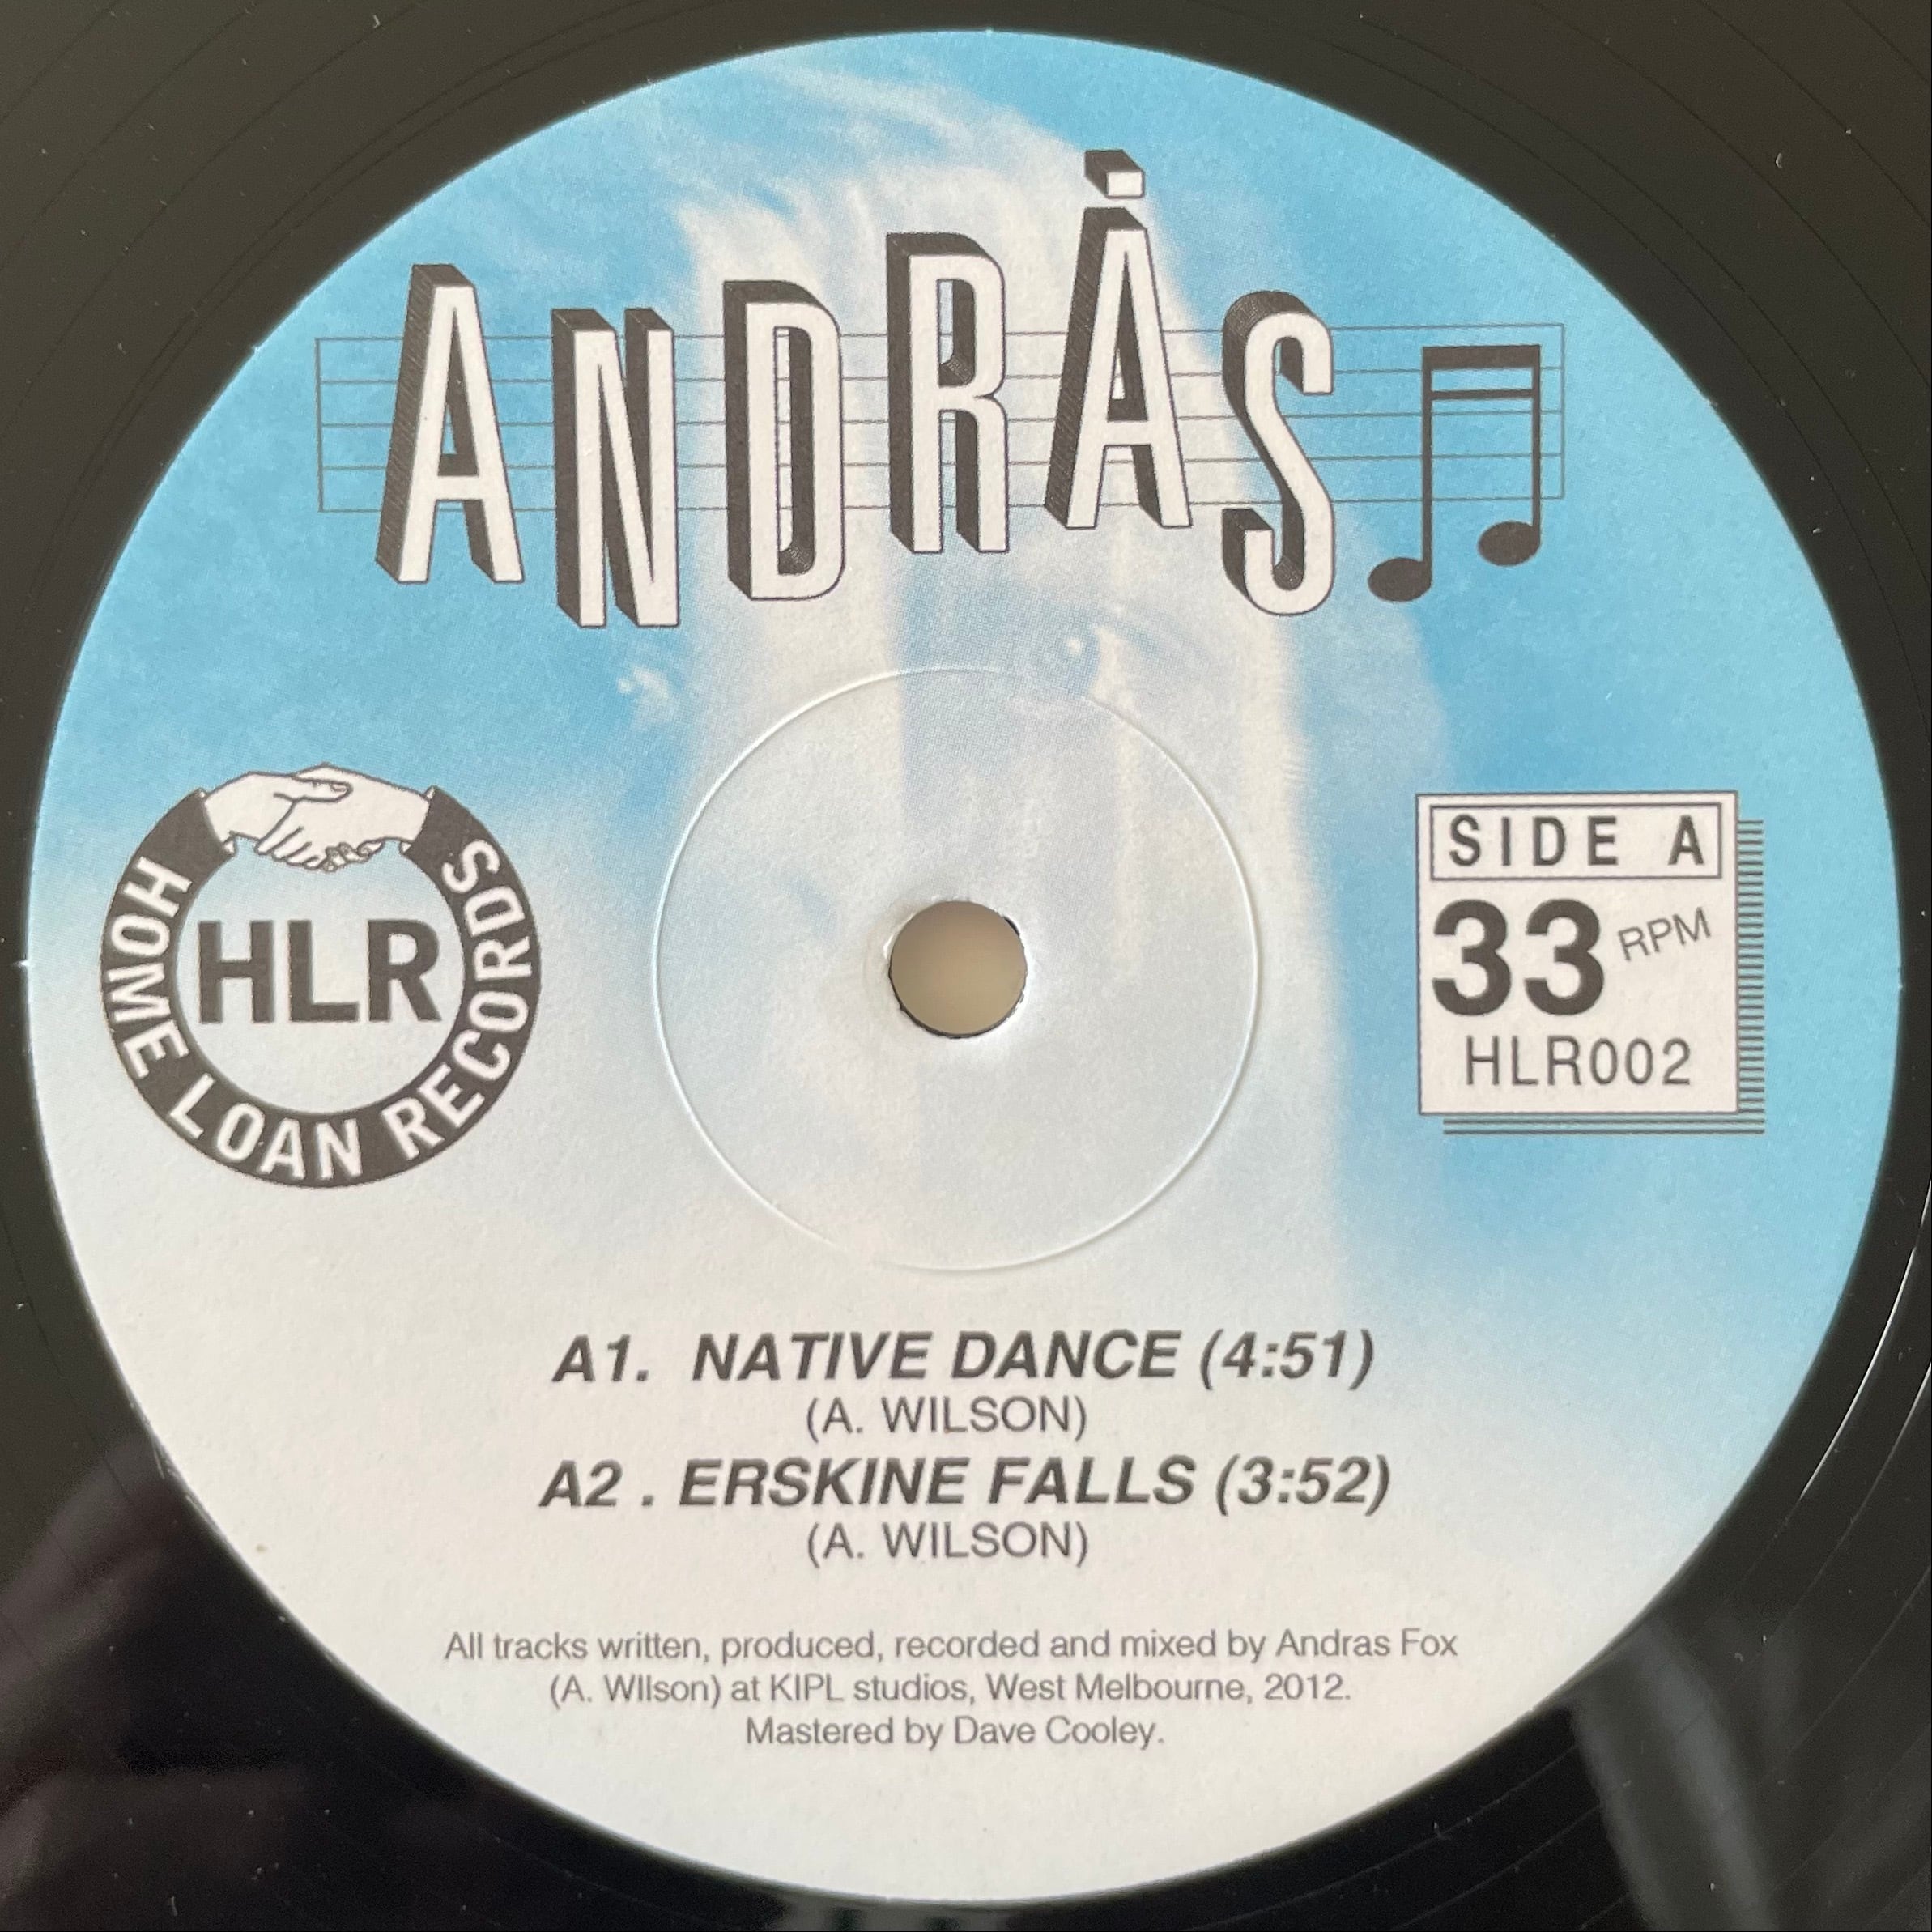 ANDRÀS
HOME LOAN RECORDS
HLR
SIDE A
33 RPM
HLR002
A1. NATIVE DANCE (4:51)
(A. WILSON)
A2 . ERSKINE FALLS (3:52)
(A. WILSON)
All tracks written, produced, recorded and mixed by Andras Fox
(A. WIlson) at KIPL studios, West Melbourne, 2012.
Mastered by Dave Cooley.